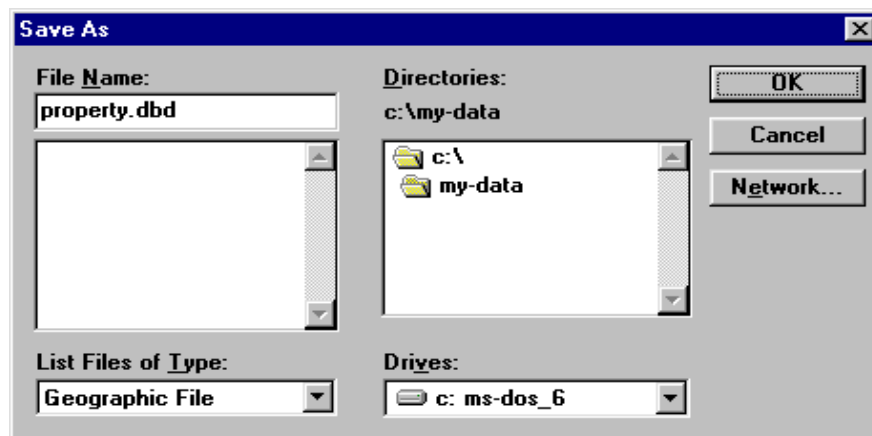 Save As
File Name:
property.dbd
Directories:
c:\my-data
c:\
my-data
OK
Cancel
Network...
List Files of Type:
Geographic File
Drives:
c: ms-dos_6